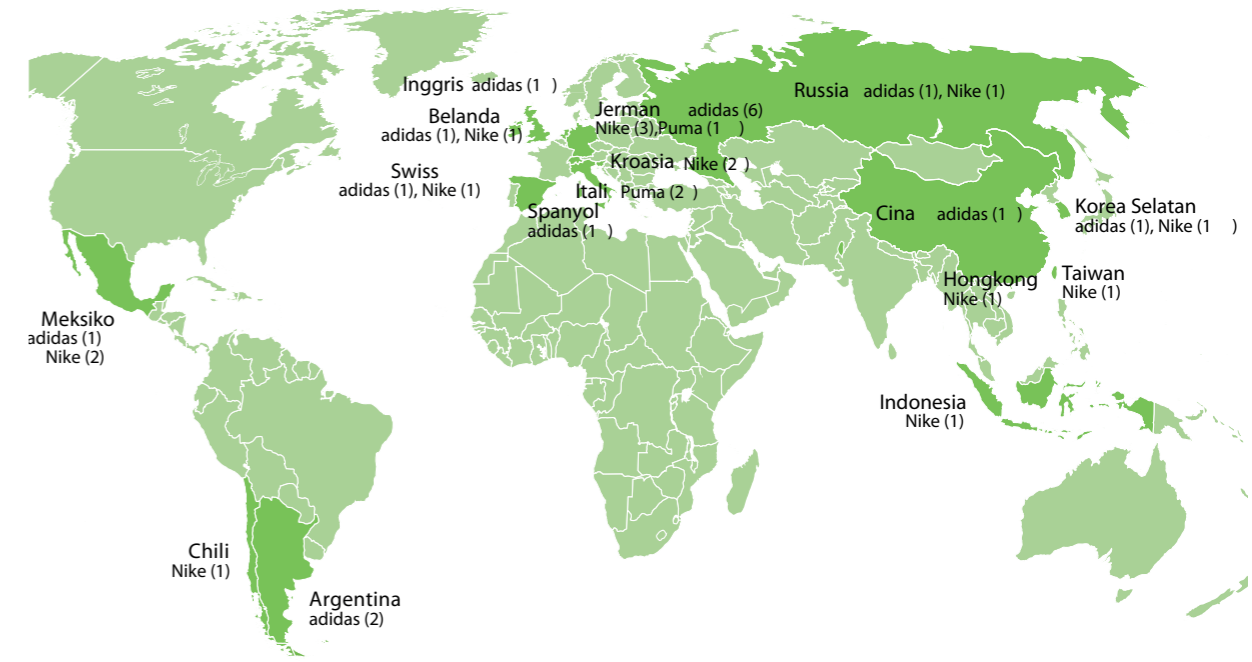 Inggris adidas (1 )
Belanda
adidas (1), Nike (1)
Swiss
adidas (1), Nike (1)
Jerman adidas (6)
Nike (3),Puma (1 )
Kroasia Nike (2 )
Itali Puma (2 )
Spanyol
adidas (1 )
Russia adidas (1), Nike (1)
Cina adidas (1 )
Korea Selatan
adidas (1), Nike (1 )
Hongkong
Nike (1)
Taiwan
Nike (1)
Meksiko
adidas (1)
Nike (2)
Indonesia
Nike (1)
Chili
Nike (1)
Argentina
adidas (2)